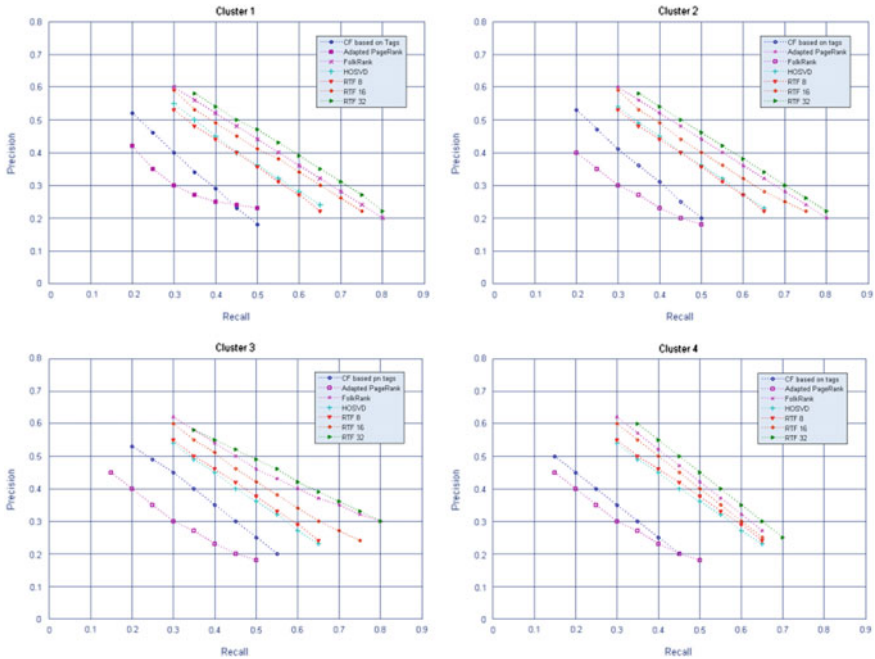 Cluster 1
0.8
0.7
0.6
0.5
0.4
0.3
0.2
0.1
0
Precision
CF based on Tags
Adapted PageRank
FolkRank
HOSVD
RTF 8
RTF 16
RTF 32
0 0.1 0.2 0.3 0.4 0.5 0.6 0.7 0.8 0.9
Recall
Cluster 2
0.8
0.7
0.6
0.5
0.4
0.3
0.2
0.1
0
Precision
CF based on tags
Adapted PageRank
FolkRank
HOSVD
RTF 8
RTF 16
RTF 32
0 0.1 0.2 0.3 0.4 0.5 0.6 0.7 0.8 0.9
Recall
Cluster 3
0.8
0.7
0.6
0.5
0.4
0.3
0.2
0.1
0
Precision
CF based pn tags
Adapted PageRank
FolkRank
HOSVD
RTF 8
RTF 16
RTF 32
0 0.1 0.2 0.3 0.4 0.5 0.6 0.7 0.8 0.9
Recall
Cluster 4
0.8
0.7
0.6
0.5
0.4
0.3
0.2
0.1
0
Precision
CF based on tags
Adapted PageRank
FolkRank
HOSVD
RTF 8
RTF 16
RTF 32
0 0.1 0.2 0.3 0.4 0.5 0.6 0.7 0.8 0.9
Recall